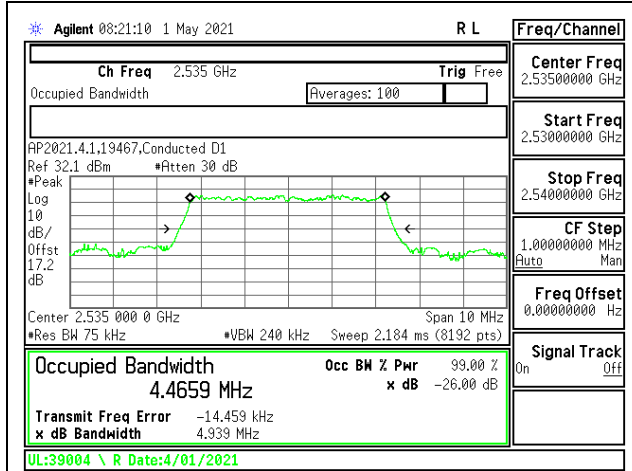 Agilent 08:21:10 1 May 2021 R L
Freq/Channel
Ch Freq 2.535 GHz Trig Free
Occupied Bandwidth Averages: 100
AP2021.4.1,19467,Conducted D1
Ref 32.1 dBm #Atten 30 dB
#Peak
Log
10
dB/
Offst
17.2
dB
Center 2.535 000 0 GHz Span 10 MHz
#Res BW 75 kHz #VBW 240 kHz Sweep 2.184 ms (8192 pts)
Occupied Bandwidth Occ BW % Pwr 99.00 %
4.4659 MHz x dB -26.00 dB
Transmit Freq Error -14.459 kHz
x dB Bandwidth 4.939 MHz
UL:39004 \ R Date:4/01/2021
Center Freq
2.53500000 GHz
Start Freq
2.53000000 GHz
Stop Freq
2.54000000 GHz
CF Step
1.00000000 MHz
Auto Man
Freq Offset
0.00000000 Hz
Signal Track
On Off